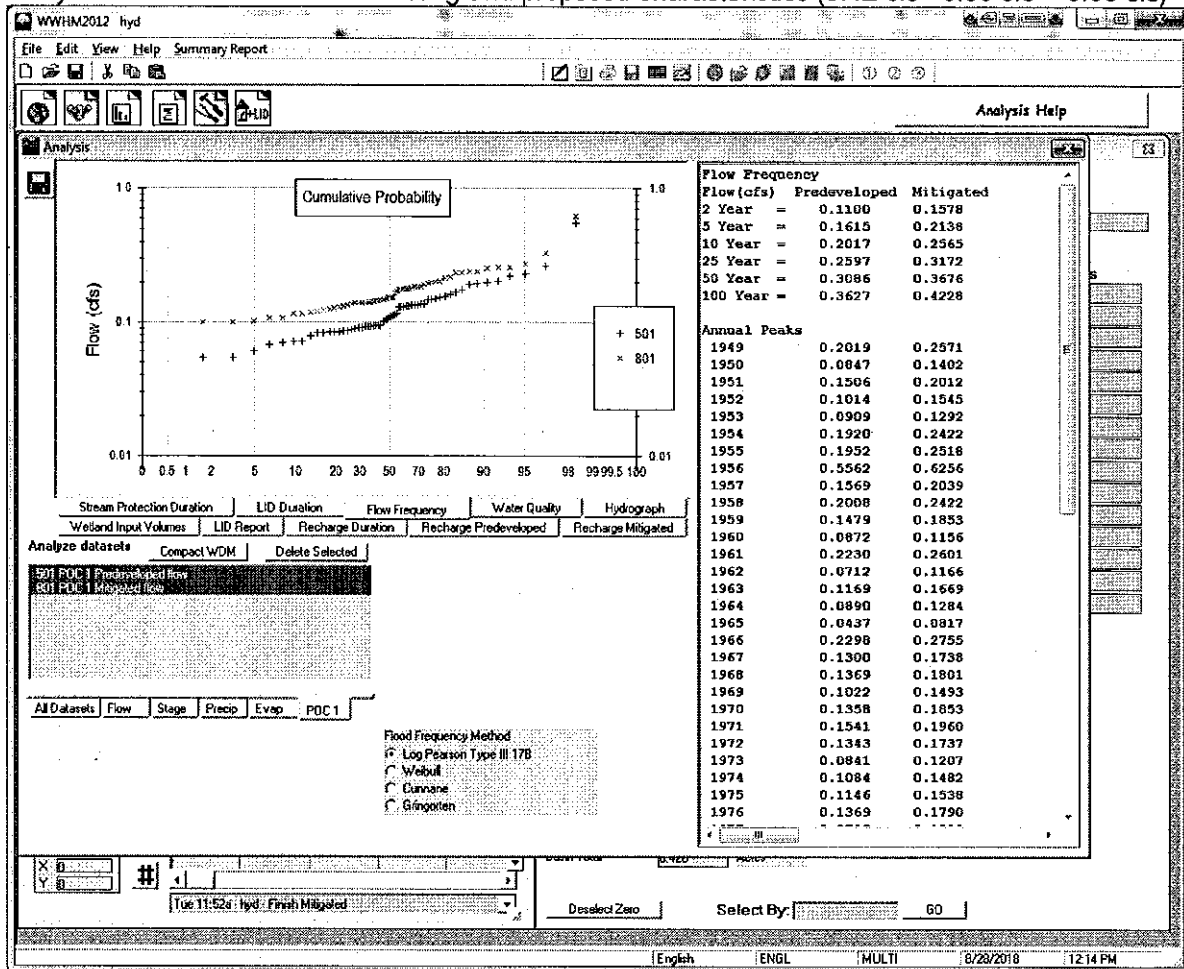 WWHM2012 hyd
File Edit View Help Summary Report
Analysis Help
Analysis
Cumulative Probability
1.0
0.1
0.01
Flow (cfs)
1.0
0.01
0 0.5 1 2 5 10 20 30 50 70 80 90 95 98 99 99.5 100
+ 501
× 801
Stream Protection Duration LID Duration Flow Frequency Water Quality Hydrograph
Wetland Input Volumes LID Report Recharge Duration Recharge Predeveloped Recharge Mitigated
Analyze datasets Compact WDM Delete Selected
501 POC 1 Predeveloped flow
801 POC 1 Mitigated flow
All Datasets Flow Stage Precip Evap POC 1
Flood Frequency Method
Log Pearson Type III 17B
Weibull
Cunnane
Gringorten
Flow Frequency
Flow(cfs) Predeveloped Mitigated
2 Year = 0.1180 0.1578
5 Year = 0.1615 0.2138
10 Year = 0.2017 0.2565
25 Year = 0.2597 0.3172
50 Year = 0.3086 0.3676
100 Year = 0.3627 0.4228
Annual Peaks
1949 0.2019 0.2571
1950 0.0847 0.1402
1951 0.1506 0.2012
1952 0.1014 0.1545
1953 0.0909 0.1292
1954 0.1920 0.2422
1955 0.1952 0.2518
1956 0.5562 0.6256
1957 0.1569 0.2039
1958 0.2008 0.2422
1959 0.1479 0.1853
1960 0.0872 0.1156
1961 0.2230 0.2601
1962 0.0712 0.1166
1963 0.1169 0.1669
1964 0.0890 0.1284
1965 0.0437 0.0817
1966 0.2298 0.2755
1967 0.1300 0.1738
1968 0.1369 0.1801
1969 0.1022 0.1493
1970 0.1358 0.1853
1971 0.1541 0.1960
1972 0.1343 0.1737
1973 0.0841 0.1207
1974 0.1084 0.1482
1975 0.1146 0.1538
1976 0.1369 0.1790
X 0
Y 0
#
Tue 11:52a - hyd - Finish Mitigated
Deselect Zero Select By: GO
English ENGL MULTI 8/28/2018 12:14 PM